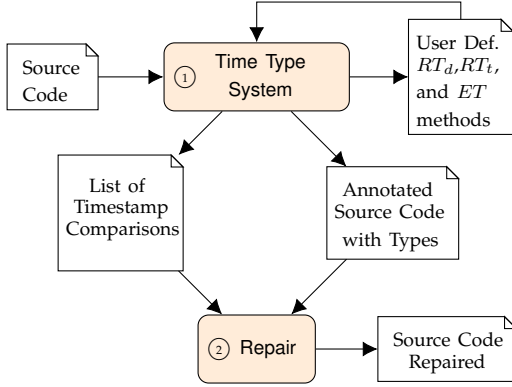 Source
Code
① Time Type
System
User Def.
RT_d,RT_t,
and ET
methods
List of
Timestamp
Comparisons
Annotated
Source Code
with Types
② Repair
Source Code
Repaired